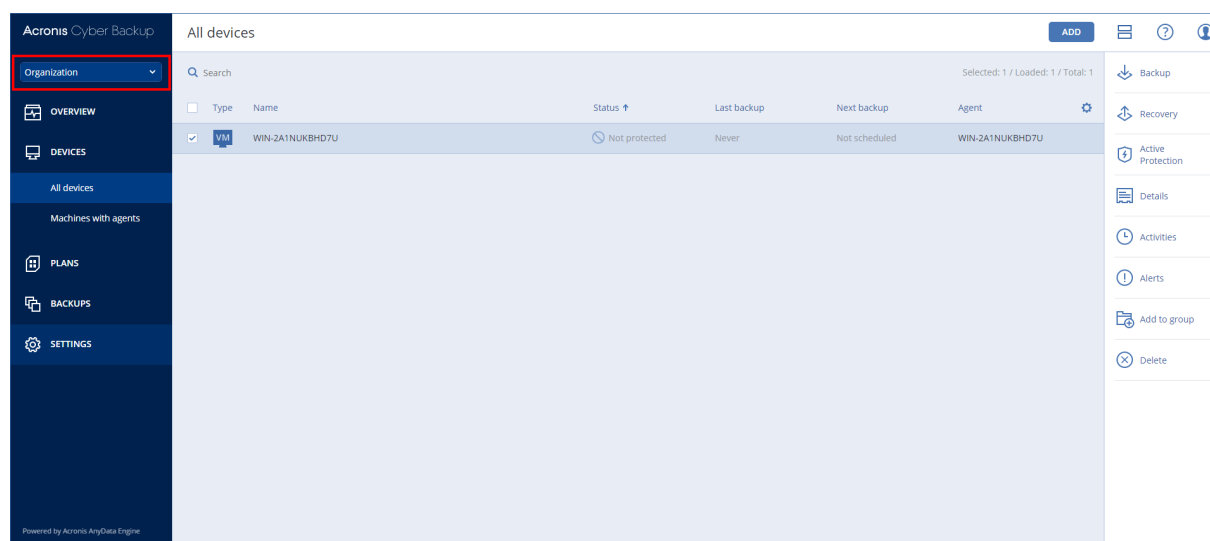 Acronis Cyber Backup
All devices
ADD
Organization
Search
Selected: 1 / Loaded: 1 / Total: 1
Type Name Status ↑ Last backup Next backup Agent
VM WIN-2A1NUKBHD7U Not protected Never Not scheduled WIN-2A1NUKBHD7U
OVERVIEW
DEVICES
All devices
Machines with agents
PLANS
BACKUPS
SETTINGS
Powered by Acronis AnyData Engine
Backup
Recovery
Active
Protection
Details
Activities
Alerts
Add to group
Delete